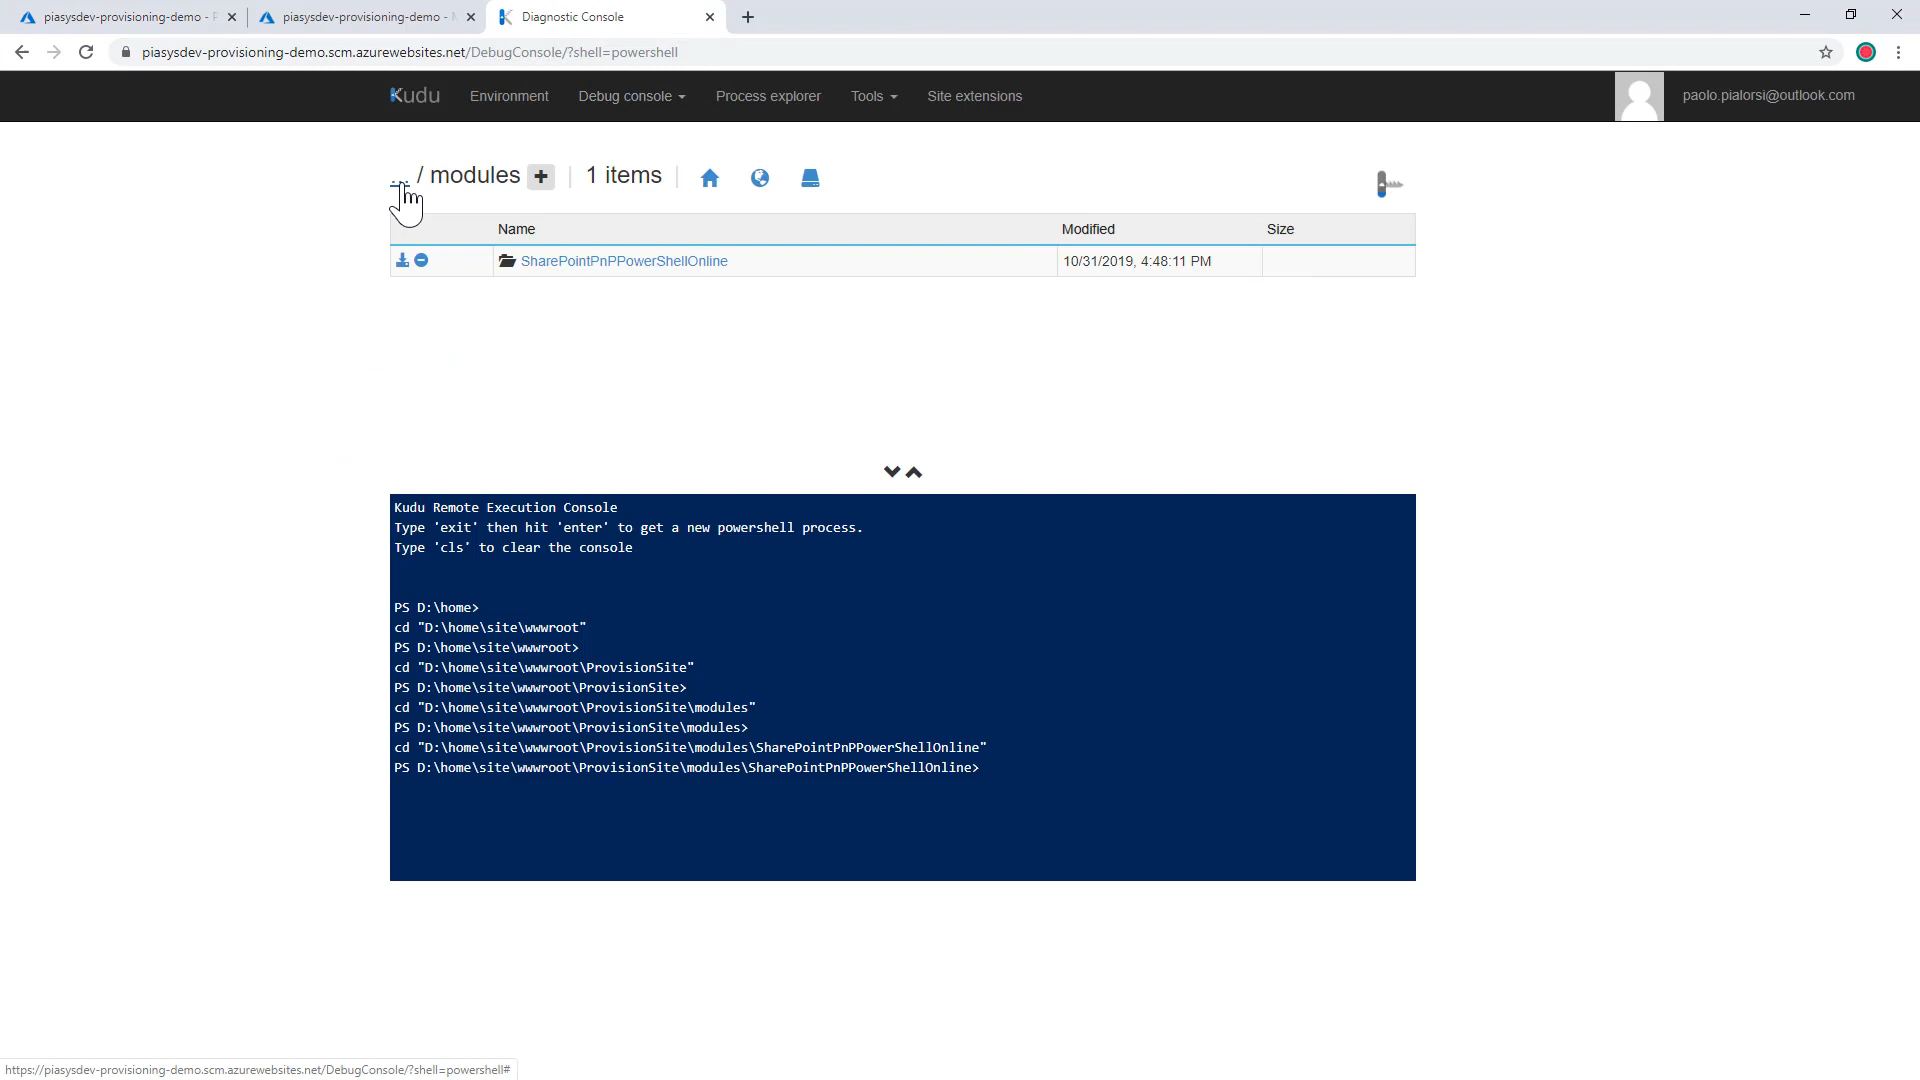 piasysdev-provisioning-demo -
piasysdev-provisioning-demo -
Diagnostic Console
piasysdev-provisioning-demo.scm.azurewebsites.net/DebugConsole/?shell=powershell
Kudu Environment Debug console Process explorer Tools Site extensions paolo.pialorsi@outlook.com
... / modules + | 1 items |
Name Modified Size
SharePointPnPPowerShellOnline 10/31/2019, 4:48:11 PM
Kudu Remote Execution Console
Type 'exit' then hit 'enter' to get a new powershell process.
Type 'cls' to clear the console
PS D:\home>
cd "D:\home\site\wwwroot"
PS D:\home\site\wwwroot>
cd "D:\home\site\wwwroot\ProvisionSite"
PS D:\home\site\wwwroot\ProvisionSite>
cd "D:\home\site\wwwroot\ProvisionSite\modules"
PS D:\home\site\wwwroot\ProvisionSite\modules>
cd "D:\home\site\wwwroot\ProvisionSite\modules\SharePointPnPPowerShellOnline"
PS D:\home\site\wwwroot\ProvisionSite\modules\SharePointPnPPowerShellOnline>
https://piasysdev-provisioning-demo.scm.azurewebsites.net/DebugConsole/?shell=powershell#